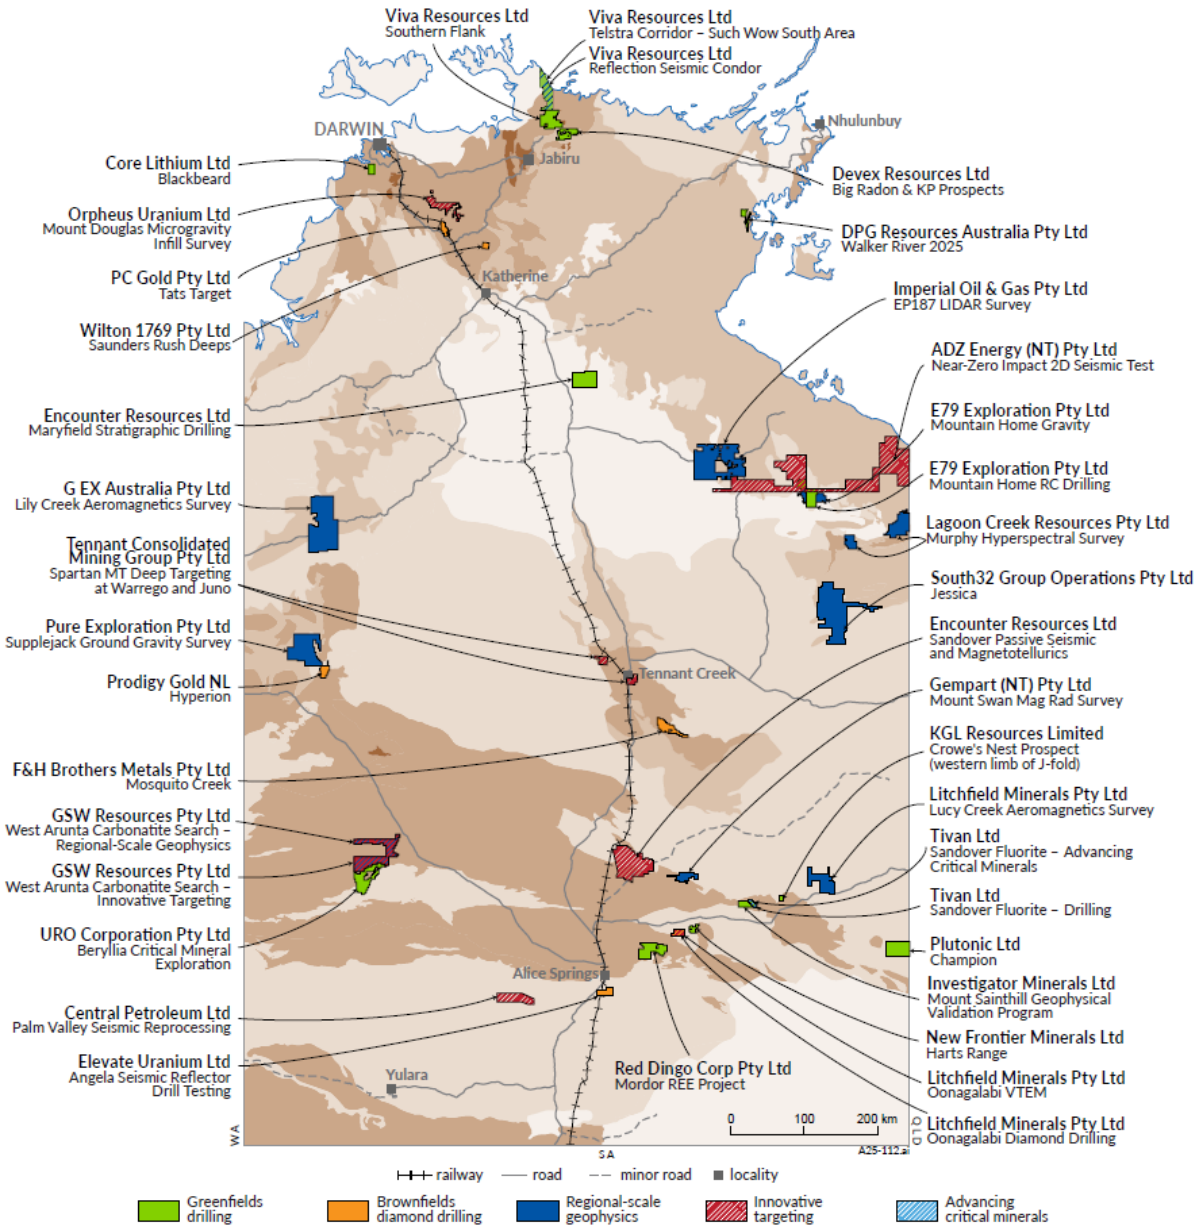 Viva Resources Ltd
Southern Flank
Viva Resources Ltd
Telstra Corridor – Such Wow South Area
Viva Resources Ltd
Reflection Seismic Condor
DARWIN
Nhulunbuy
Jabiru
Core Lithium Ltd
Blackbeard
Devex Resources Ltd
Big Radon & KP Prospects
Orpheus Uranium Ltd
Mount Douglas Microgravity
Infill Survey
DPG Resources Australia Pty Ltd
Walker River 2025
PC Gold Pty Ltd
Tats Target
Katherine
Imperial Oil & Gas Pty Ltd
EP187 LIDAR Survey
Wilton 1769 Pty Ltd
Saunders Rush Deeps
ADZ Energy (NT) Pty Ltd
Near-Zero Impact 2D Seismic Test
Encounter Resources Ltd
Maryfield Stratigraphic Drilling
E79 Exploration Pty Ltd
Mountain Home Gravity
E79 Exploration Pty Ltd
Mountain Home RC Drilling
G EX Australia Pty Ltd
Lily Creek Aeromagnetics Survey
Lagoon Creek Resources Pty Ltd
Murphy Hyperspectral Survey
Tennant Consolidated
Mining Group Pty Ltd
Spartan MT Deep Targeting
at Warrego and Juno
South32 Group Operations Pty Ltd
Jessica
Pure Exploration Pty Ltd
Supplejack Ground Gravity Survey
Encounter Resources Ltd
Sandover Passive Seismic
and Magnetotellurics
Tennant Creek
Prodigy Gold NL
Hyperion
Gempart (NT) Pty Ltd
Mount Swan Mag Rad Survey
KGL Resources Limited
Crowe's Nest Prospect
(western limb of J-fold)
F&H Brothers Metals Pty Ltd
Mosquito Creek
Litchfield Minerals Pty Ltd
Lucy Creek Aeromagnetics Survey
GSW Resources Pty Ltd
West Arunta Carbonatite Search –
Regional-Scale Geophysics
Tivan Ltd
Sandover Fluorite – Advancing
Critical Minerals
GSW Resources Pty Ltd
West Arunta Carbonatite Search –
Innovative Targeting
Tivan Ltd
Sandover Fluorite – Drilling
URO Corporation Pty Ltd
Beryllia Critical Mineral
Exploration
Plutonic Ltd
Champion
Alice Springs
Investigator Minerals Ltd
Mount Sainthill Geophysical
Validation Program
Central Petroleum Ltd
Palm Valley Seismic Reprocessing
New Frontier Minerals Ltd
Harts Range
Elevate Uranium Ltd
Angela Seismic Reflector
Drill Testing
Yulara
Red Dingo Corp Pty Ltd
Mordor REE Project
Litchfield Minerals Pty Ltd
Oonagalabi VTEM
Litchfield Minerals Pty Ltd
Oonagalabi Diamond Drilling
0 100 200 km
WA
SA
QLD
A25-112.ai
railway road minor road locality
Greenfields
drilling
Brownfields
diamond drilling
Regional-scale
geophysics
Innovative
targeting
Advancing
critical minerals